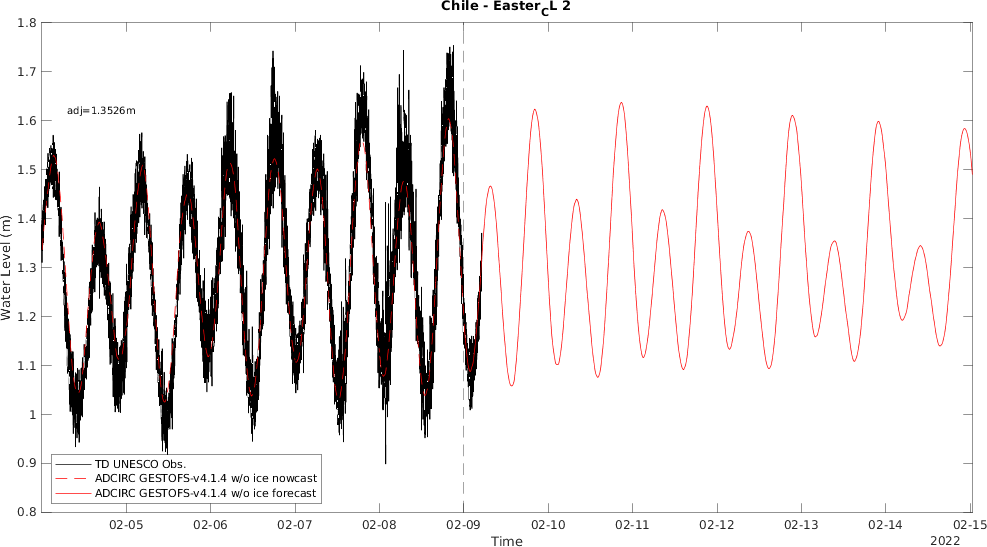 Chile - Easter_CL 2
1.8
1.7
1.6
1.5
1.4
1.3
1.2
1.1
1
0.9
0.8
Water Level (m)
adj=1.3526m
TD UNESCO Obs.
ADCIRC GESTOFS-v4.1.4 w/o ice nowcast
ADCIRC GESTOFS-v4.1.4 w/o ice forecast
02-05 02-06 02-07 02-08 02-09 02-10 02-11 02-12 02-13 02-14 02-15
Time
2022